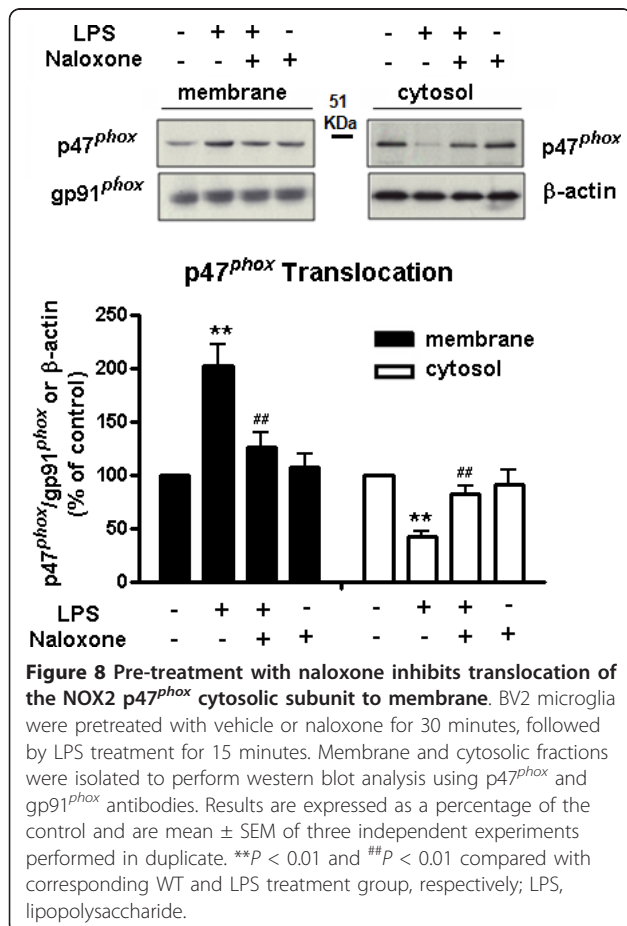 LPS - + + -
Naloxone - - + +
LPS - + + -
Naloxone - - + +
membrane 51 KDa cytosol
p47phox p47phox
gp91phox β-actin
p47phox Translocation
p47phox/gp91phox or β-actin
(% of control)
250
200
150
100
50
0
**
##
**
##
membrane
cytosol
LPS - + + - - + + -
Naloxone - - + + - - + +
Figure 8 Pre-treatment with naloxone inhibits translocation of
the NOX2 p47phox cytosolic subunit to membrane. BV2 microglia
were pretreated with vehicle or naloxone for 30 minutes, followed
by LPS treatment for 15 minutes. Membrane and cytosolic fractions
were isolated to perform western blot analysis using p47phox and
gp91phox antibodies. Results are expressed as a percentage of the
control and are mean ± SEM of three independent experiments
performed in duplicate. **P < 0.01 and ##P < 0.01 compared with
corresponding WT and LPS treatment group, respectively; LPS,
lipopolysaccharide.